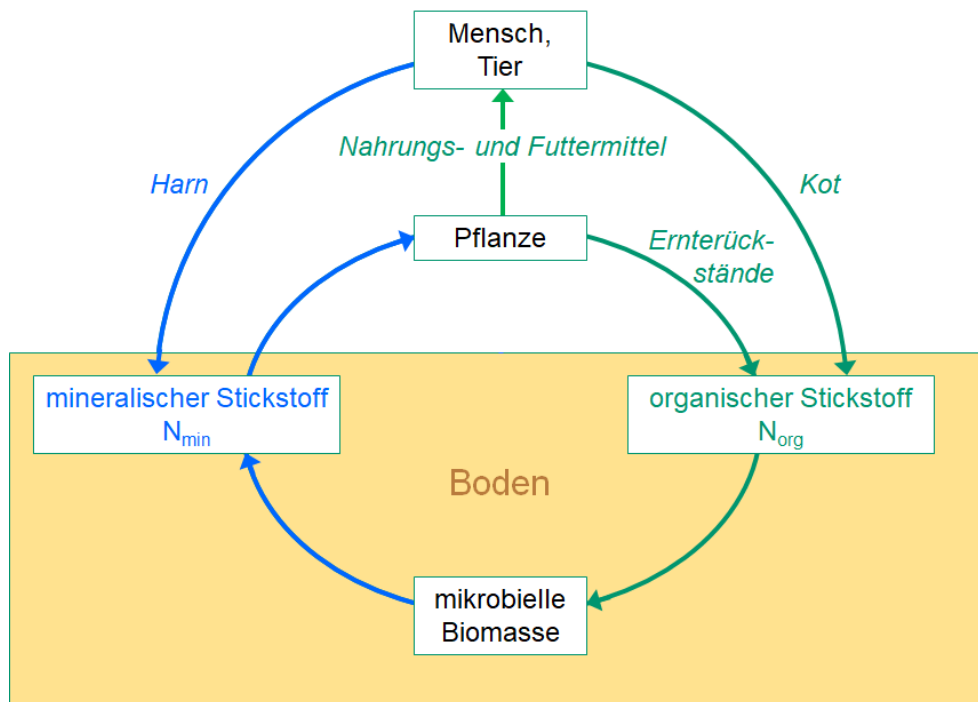 Mensch,
Tier
Nahrungs- und Futtermittel
Harn
Kot
Pflanze
Ernterück-
stände
mineralischer Stickstoff
Nmin
organischer Stickstoff
Norg
Boden
mikrobielle
Biomasse